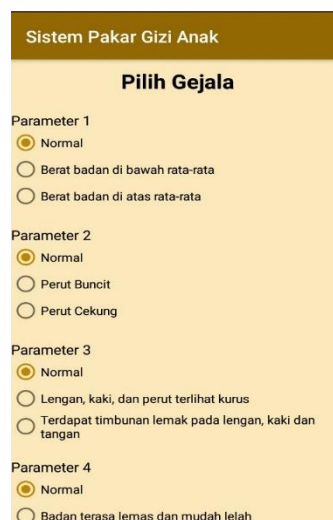 Sistem Pakar Gizi Anak
Pilih Gejala
Parameter 1
Normal
Berat badan di bawah rata-rata
Berat badan di atas rata-rata
Parameter 2
Normal
Perut Buncit
Perut Cekung
Parameter 3
Normal
Lengan, kaki, dan perut terlihat kurus
Terdapat timbunan lemak pada lengan, kaki dan
tangan
Parameter 4
Normal
Badan terasa lemas dan mudah lelah